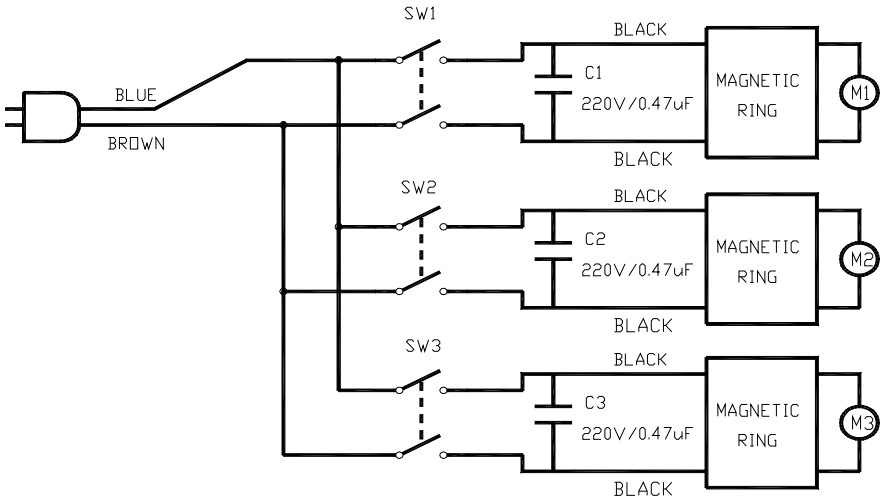 SW1
BLACK
BLUE
BROWN
C1
220V/0.47uF
MAGNETIC
RING
M1
BLACK
SW2
BLACK
C2
220V/0.47uF
MAGNETIC
RING
M2
BLACK
SW3
BLACK
C3
220V/0.47uF
MAGNETIC
RING
M3
BLACK